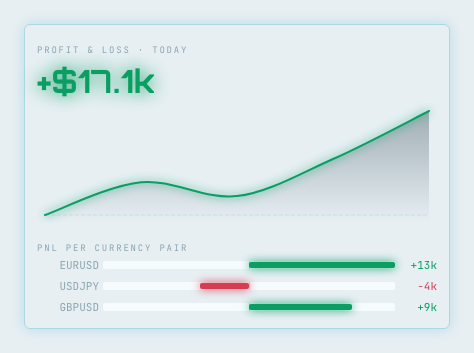 PROFIT & LOSS · TODAY
+$17.1k
PNL PER CURRENCY PAIR
EURUSD +13k
USDJPY -4k
GBPUSD +9k